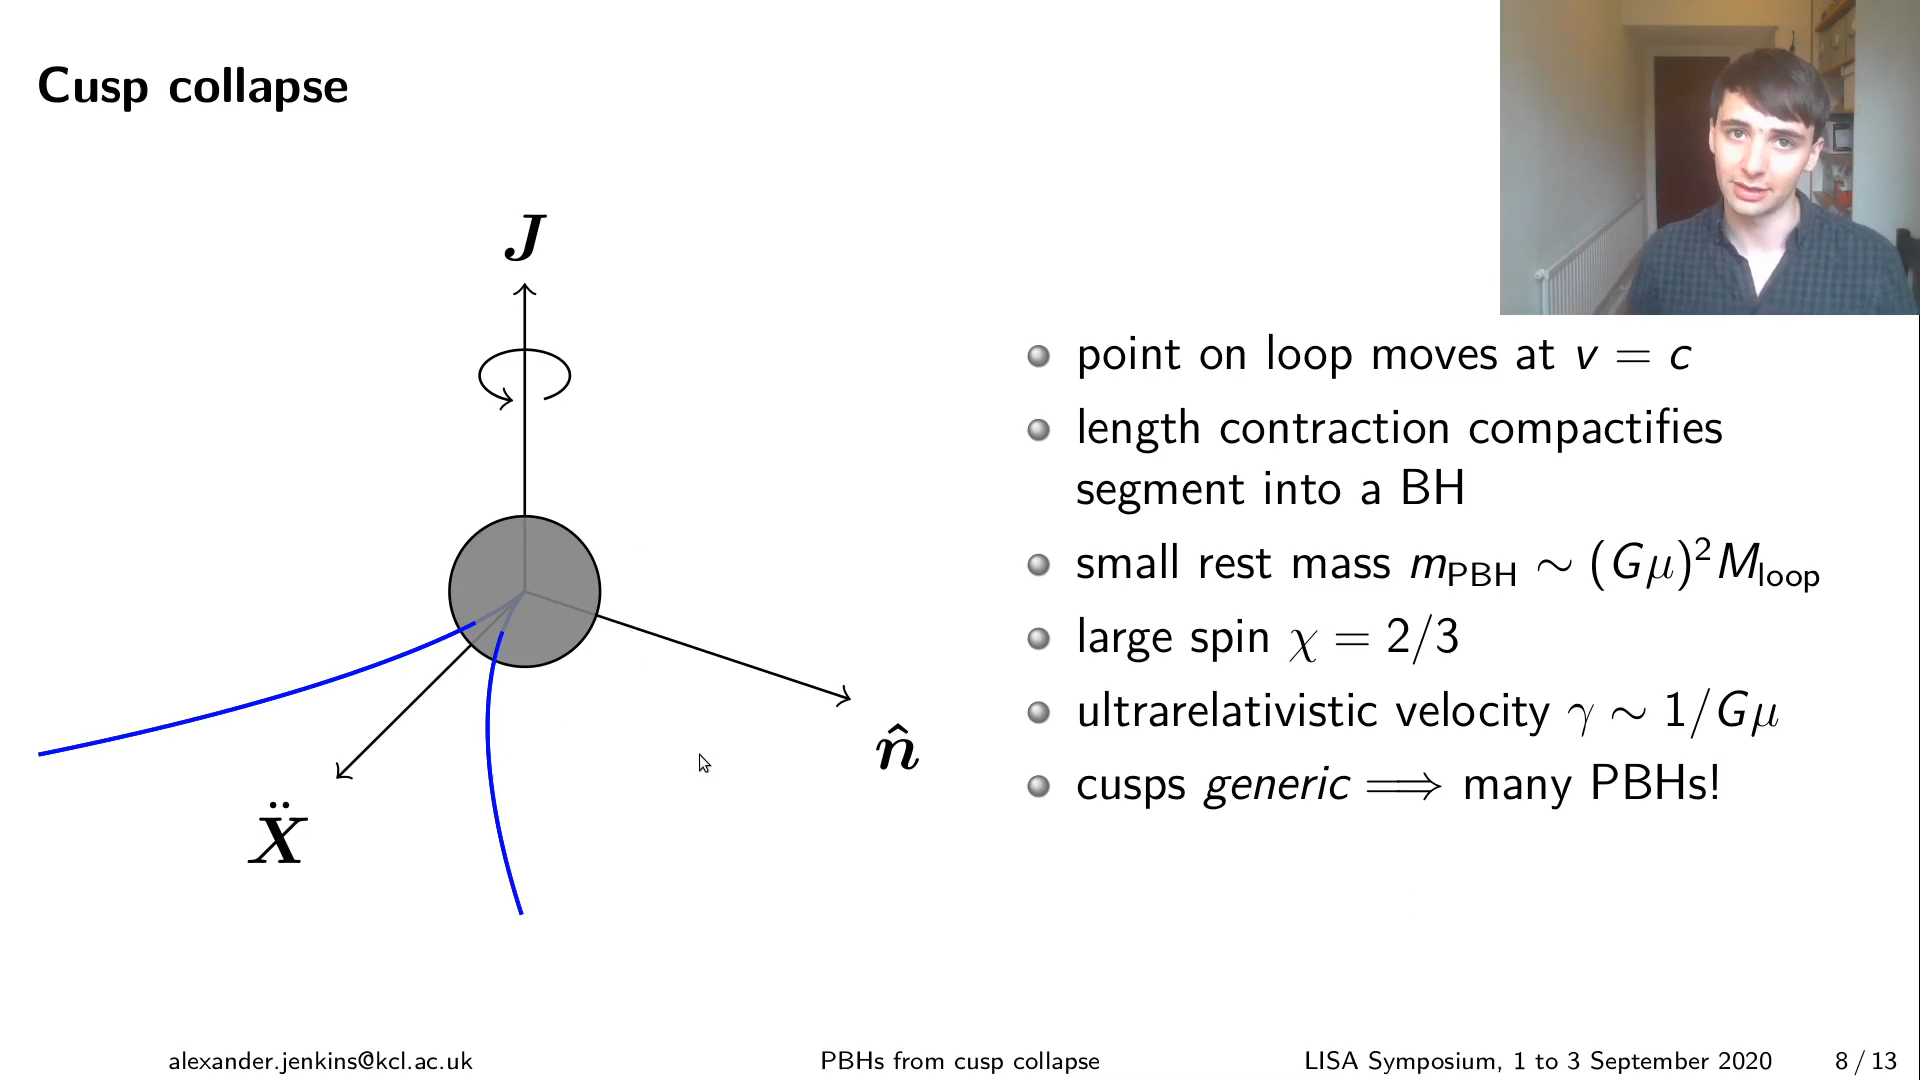 Cusp collapse
J
n̂
Ẍ
point on loop moves at v = c
length contraction compactifies
segment into a BH
small rest mass m_PBH ∼ (Gμ)²M_loop
large spin χ = 2/3
ultrarelativistic velocity γ ∼ 1/Gμ
cusps generic ⟹ many PBHs!
alexander.jenkins@kcl.ac.uk
PBHs from cusp collapse
LISA Symposium, 1 to 3 September 2020
8 / 13